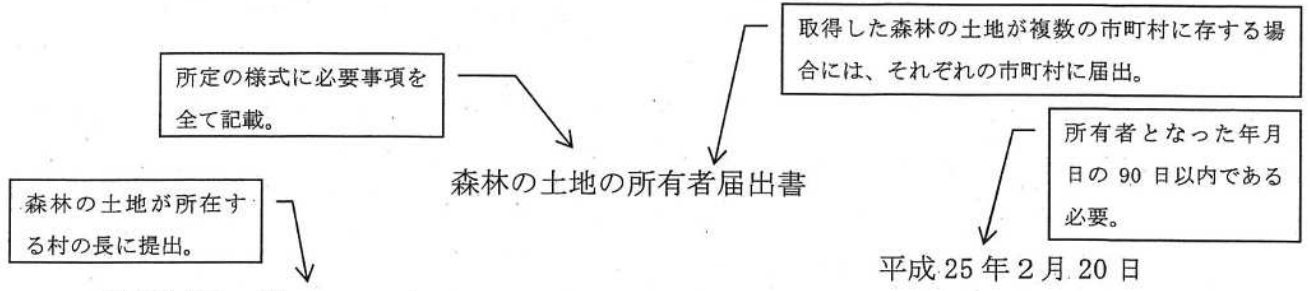 取得した森林の土地が複数の市町村に存する場
合には、それぞれの市町村に届出。
所定の様式に必要事項を
全て記載。
所有者となった年月
日の 90 日以内である
必要。
森林の土地の所有者届出書
森林の土地が所在す
る村の長に提出。
平成 25 年 2 月 20 日